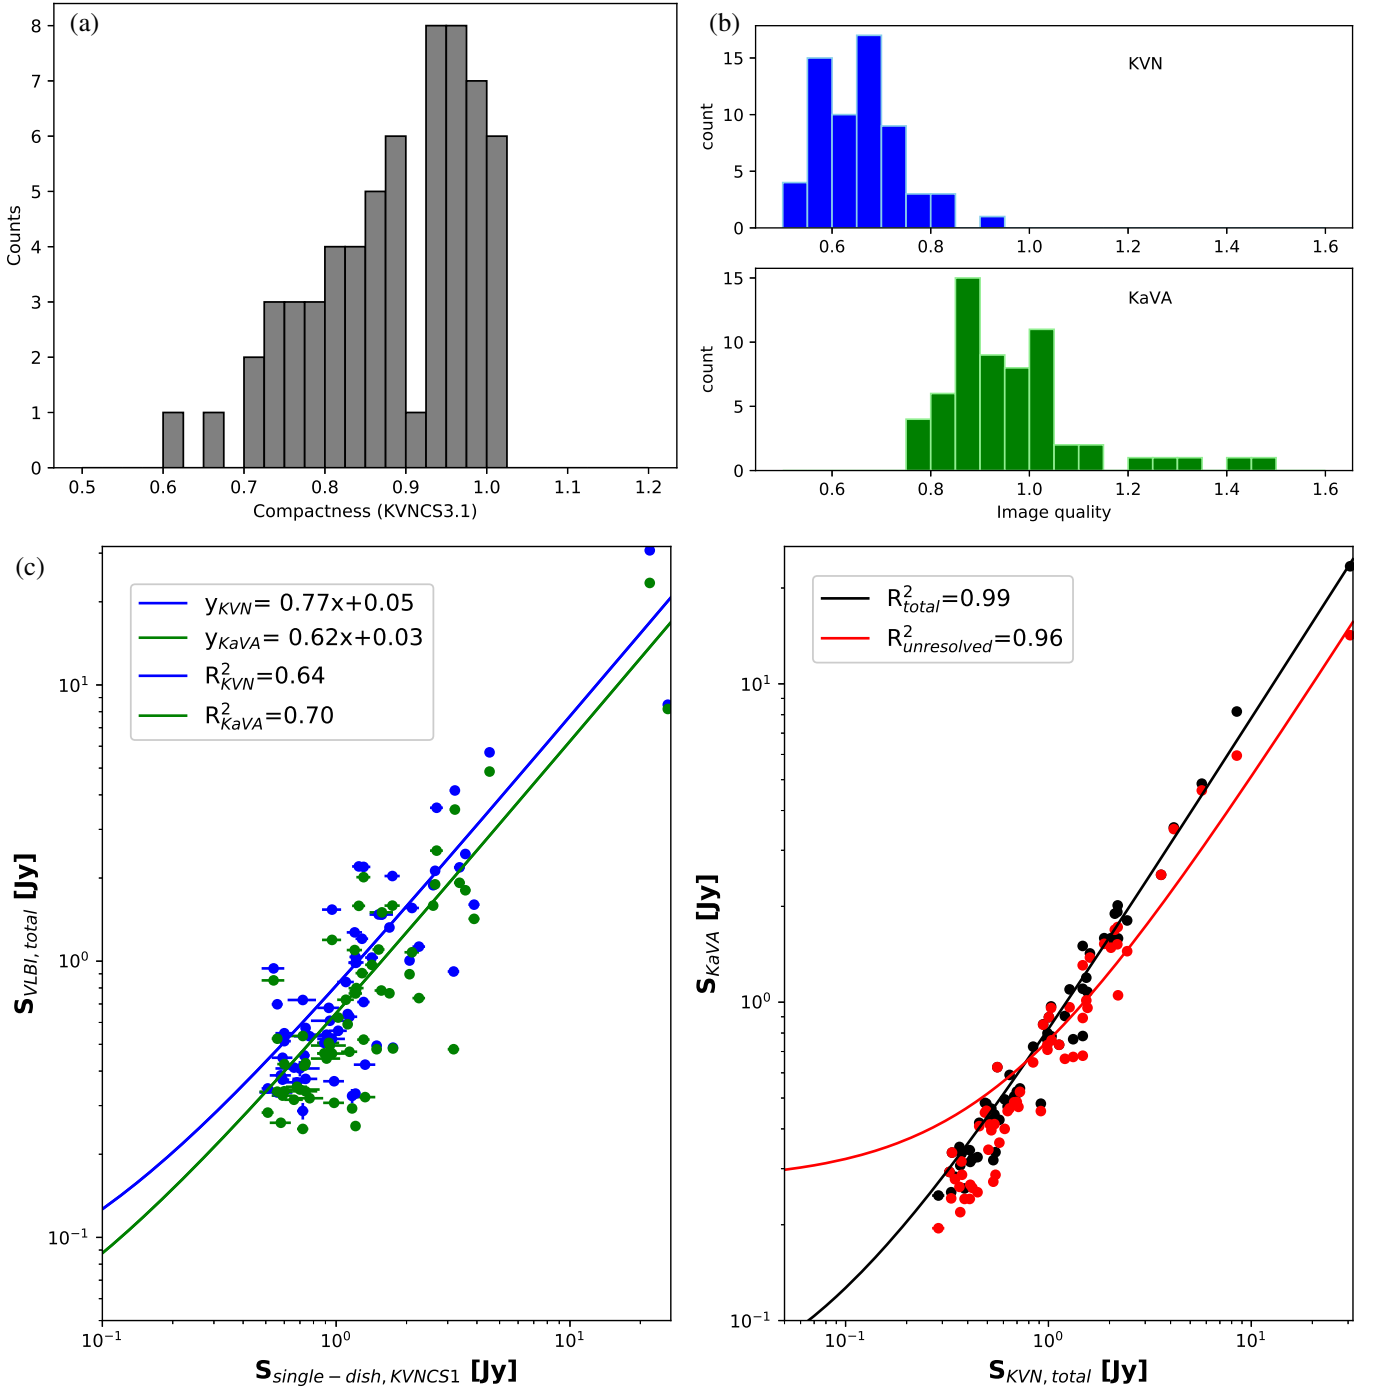 (a)
8
7
6
5
4
3
2
1
0
Counts
0.5 0.6 0.7 0.8 0.9 1.0 1.1 1.2
Compactness (KVNCS3.1)
(b)
KVN
15
10
5
0
count
0.6 0.8 1.0 1.2 1.4 1.6
KaVA
15
10
5
0
count
0.6 0.8 1.0 1.2 1.4 1.6
Image quality
(c)
y_KVN= 0.77x+0.05
y_KaVA= 0.62x+0.03
R²_KVN=0.64
R²_KaVA=0.70
10¹
10⁰
10⁻¹
S_VLBI, total [Jy]
10⁻¹ 10⁰ 10¹
S_single−dish, KVNCS1 [Jy]
R²_total=0.99
R²_unresolved=0.96
10¹
10⁰
10⁻¹
S_KaVA [Jy]
10⁻¹ 10⁰ 10¹
S_KVN, total [Jy]